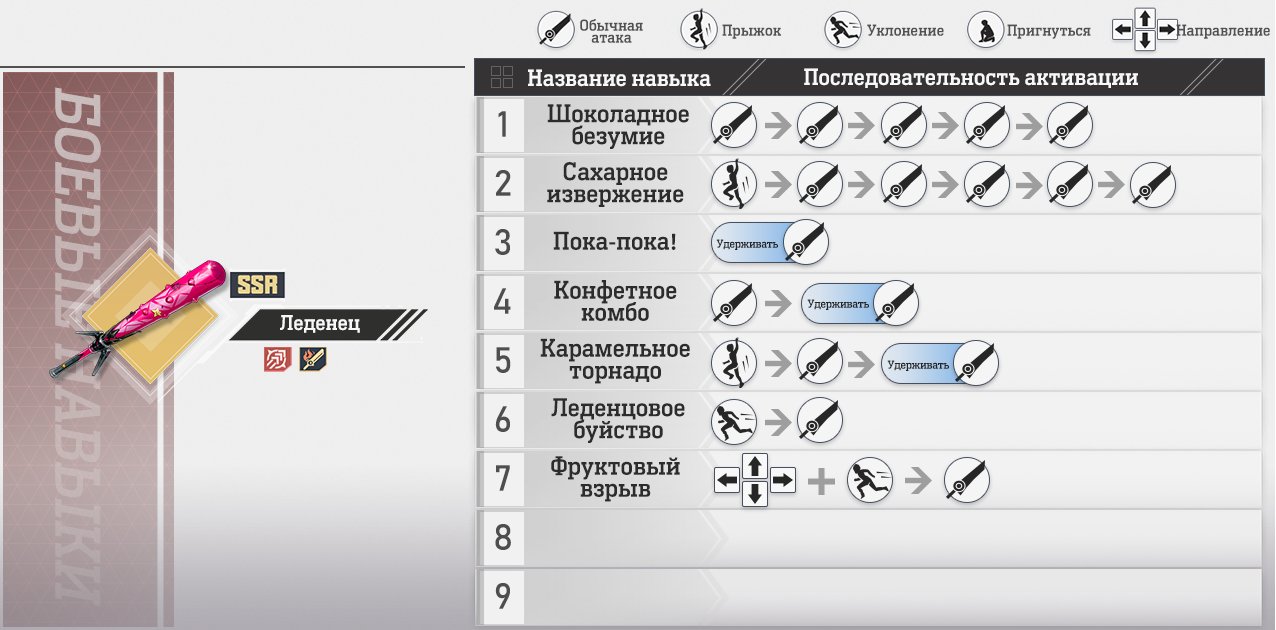 Обычная
атака
Прыжок
Уклонение
Пригнуться
Направление
Название навыка
Последовательность активации
БОЕВЫЕ НАВЫКИ
SSR
Леденец
1
Шоколадное
безумие
2
Сахарное
извержение
3
Пока-пока!
Удерживать
4
Конфетное
комбо
Удерживать
5
Карамельное
торнадо
Удерживать
6
Леденцовое
буйство
7
Фруктовый
взрыв
8
9